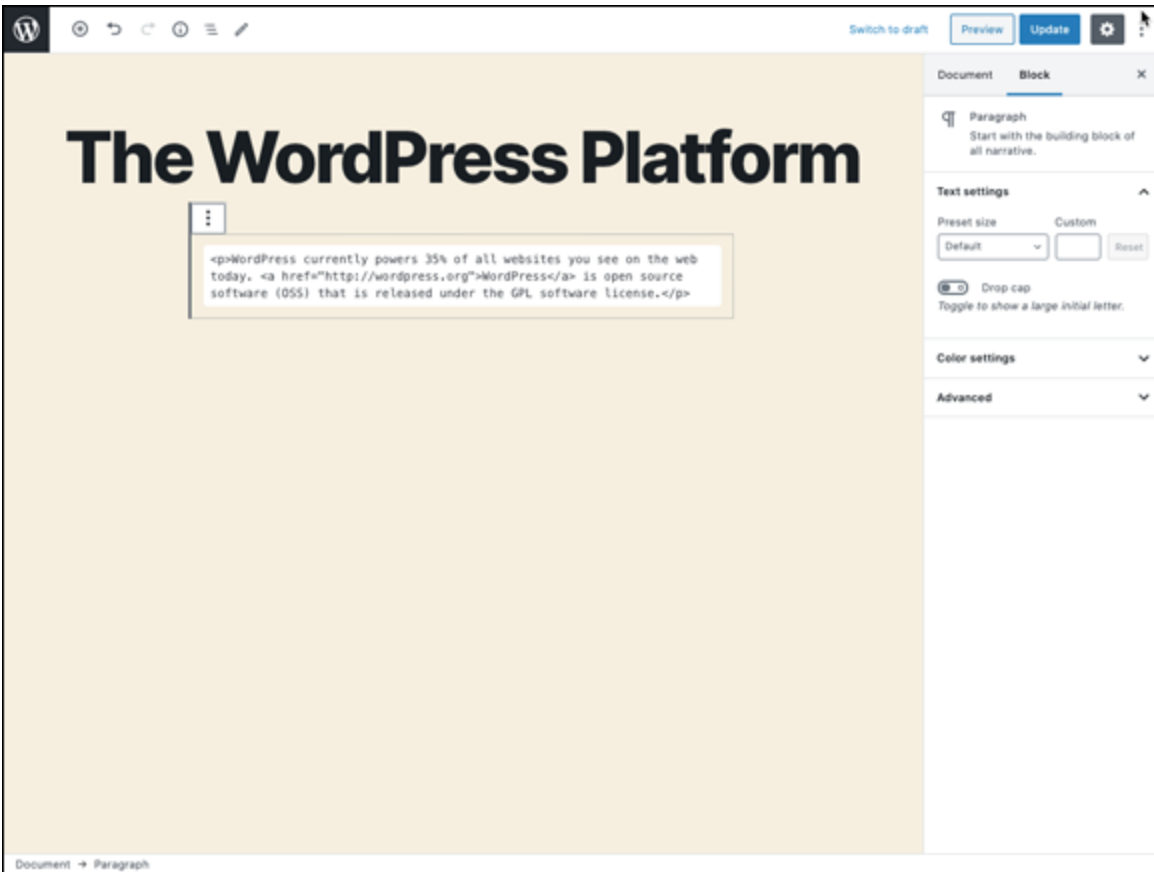 Switch to draft
Preview
Update
Document
Block
The WordPress Platform
<p>WordPress currently powers 35% of all websites you see on the web
today. <a href="http://wordpress.org">WordPress</a> is open source
software (OSS) that is released under the GPL software license.</p>
Paragraph
Start with the building block of
all narrative.
Text settings
Preset size
Custom
Default
Reset
Drop cap
Toggle to show a large initial letter.
Color settings
Advanced
Document → Paragraph